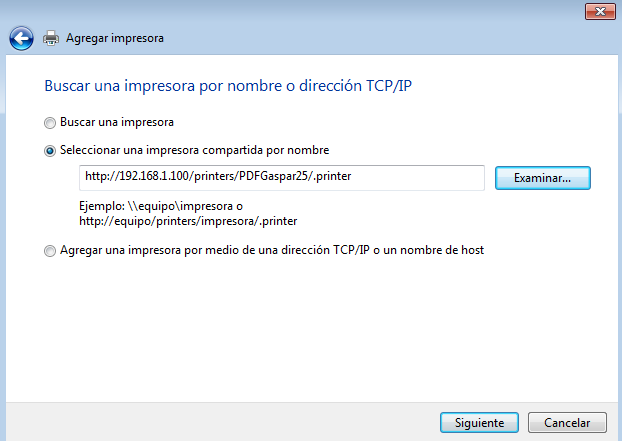 Agregar impresora
Buscar una impresora por nombre o dirección TCP/IP
Buscar una impresora
Seleccionar una impresora compartida por nombre
http://192.168.1.100/printers/PDFGaspar25/.printer
Examinar...
Ejemplo: \\equipo\impresora o
http://equipo/printers/impresora/.printer
Agregar una impresora por medio de una dirección TCP/IP o un nombre de host
Siguiente
Cancelar